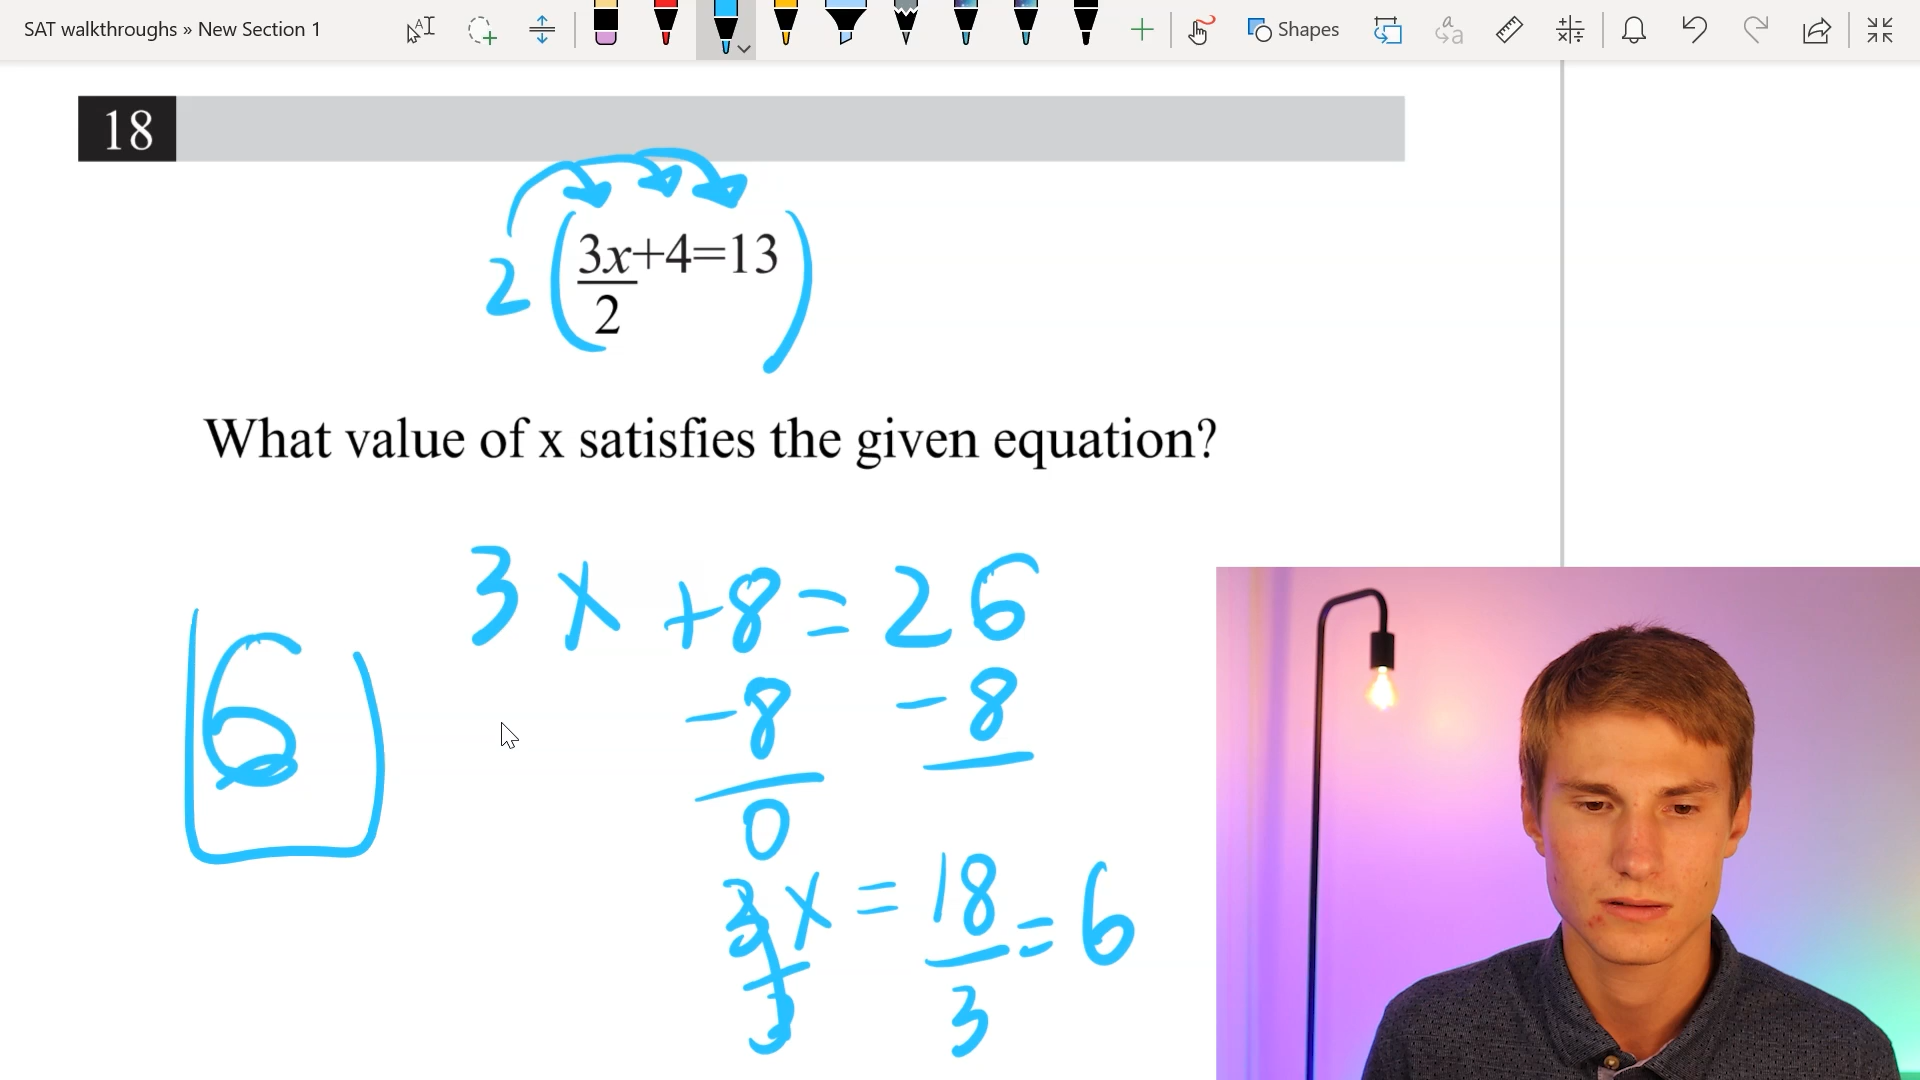 SAT walkthroughs » New Section 1
Shapes
18
2 ( 3x/2 +4=13 )
What value of x satisfies the given equation?
3x +8 = 26
-8 -8
0
3x/3 = 18/3 = 6
6